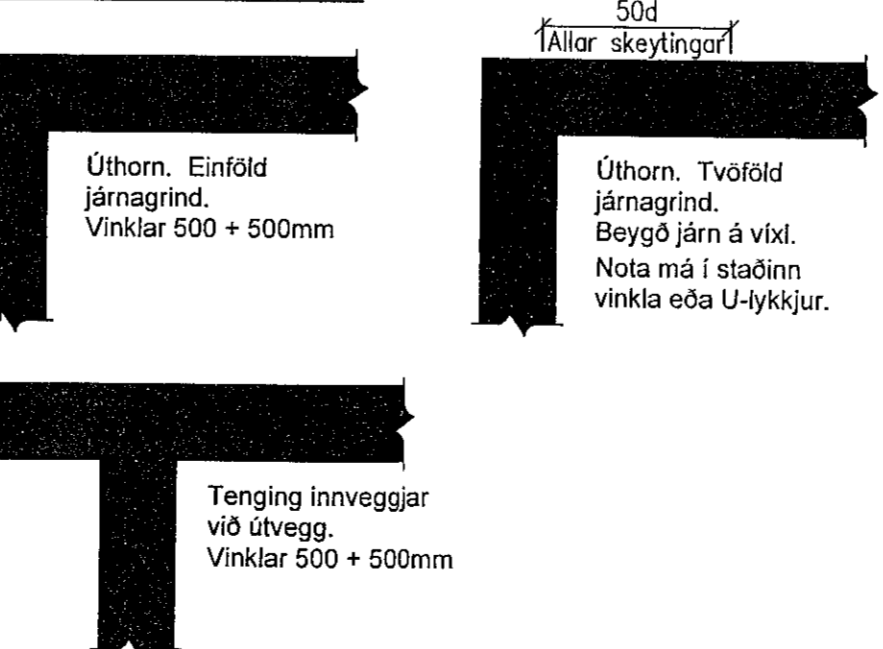 50d
Allar skeytingar
Úthorn. Einföld
járnagrind.
Vinklar 500 + 500mm
Úthorn. Tvöföld
járnagrind.
Beygð járn á víxl.
Nota má í staðinn
vinkla eða U-lykkjur.
Tenging innveggjar
við útvegg.
Vinklar 500 + 500mm